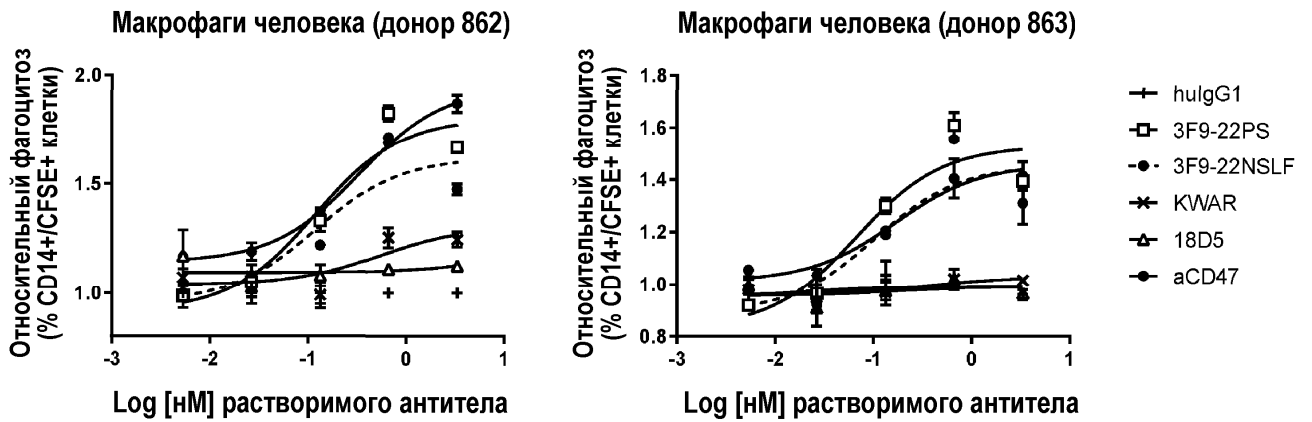 Макрофаги человека (донор 862)
Относительный фагоцитоз
(% CD14+/CFSE+ клетки)
2.0
1.5
1.0
-3
-2
-1
0
1
Log [нМ] растворимого антитела
Макрофаги человека (донор 863)
Относительный фагоцитоз
(% CD14+/CFSE+ клетки)
1.8
1.6
1.4
1.2
1.0
0.8
-3
-2
-1
0
1
Log [нМ] растворимого антитела
huIgG1
3F9-22PS
3F9-22NSLF
KWAR
18D5
aCD47